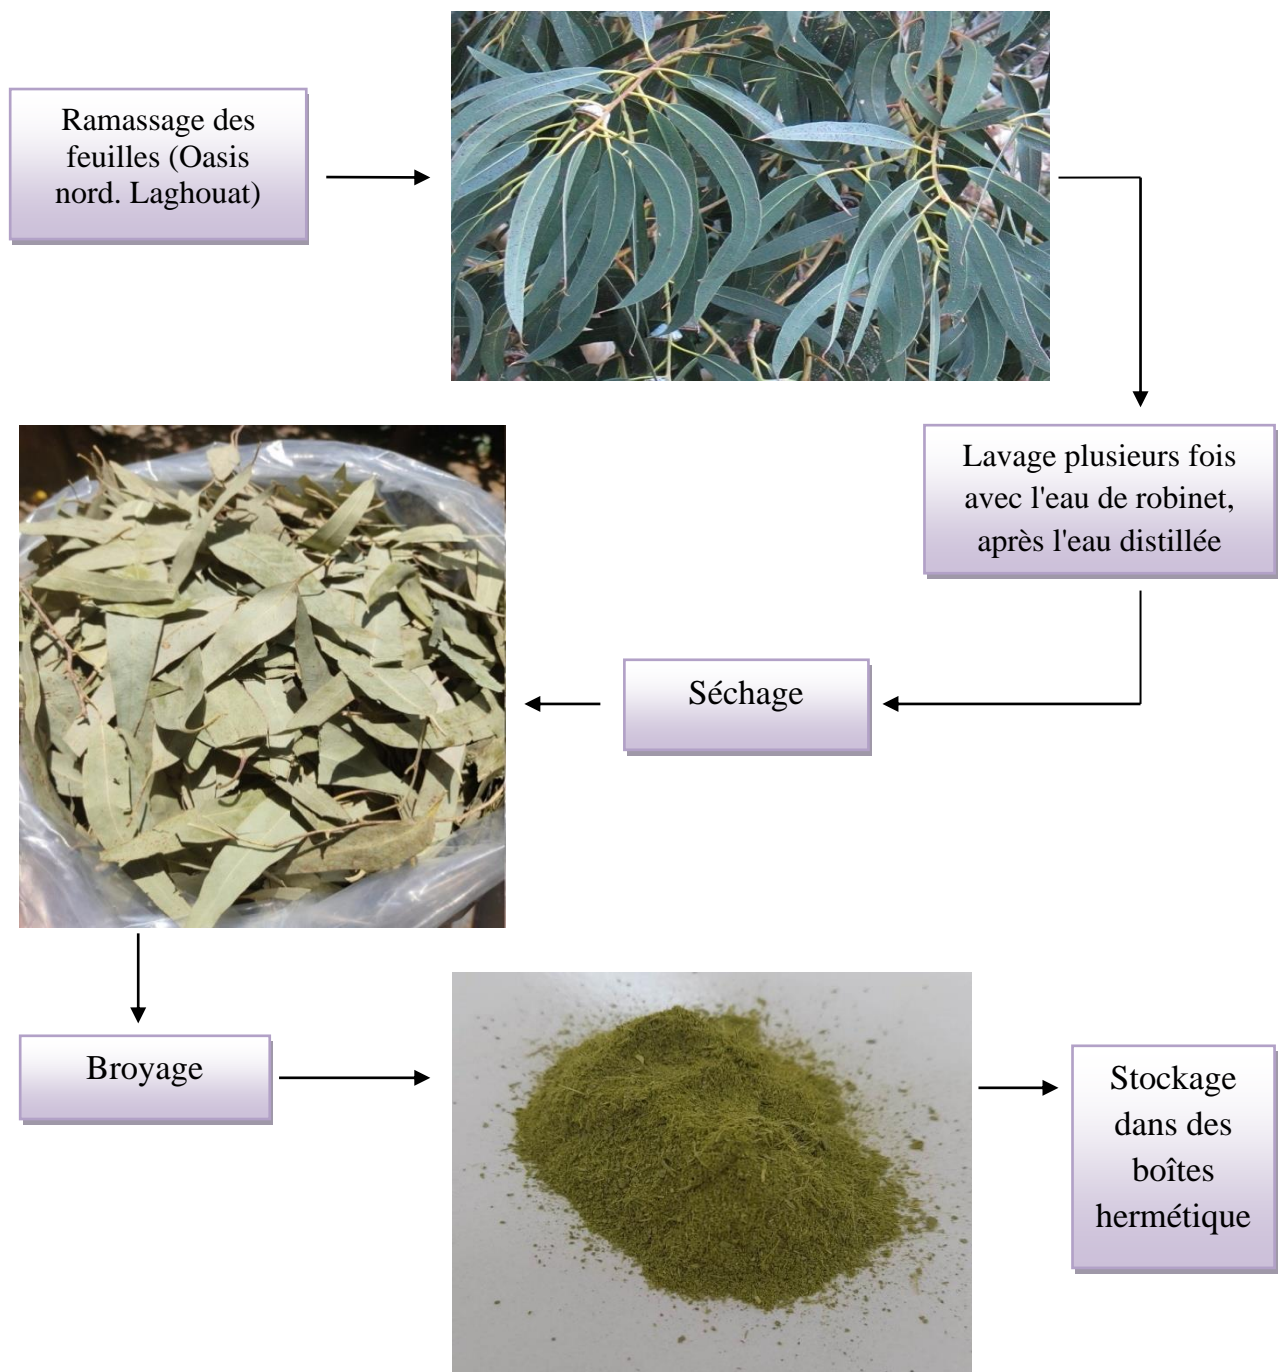 Ramassage des
feuilles (Oasis
nord. Laghouat)
Lavage plusieurs fois
avec l'eau de robinet,
après l'eau distillée
Séchage
Broyage
Stockage
dans des
boîtes
hermétique